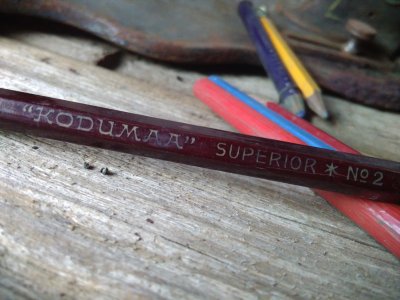 "KODUMAA" SUPERIOR * Nº 2